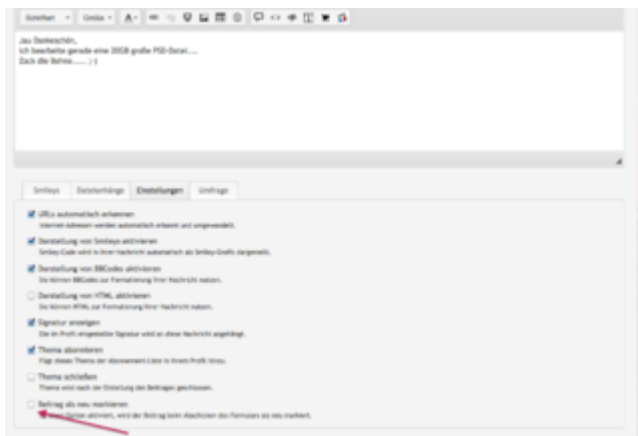 Schriftart Größe A
Jau Dankeschön,
ich bearbeite gerade eine 20GB große PSD-Datei....
Zack die Bohne...... ;-)
Smileys Dateianhänge Einstellungen Umfrage
URLs automatisch erkennen
Internet-Adressen werden automatisch erkannt und umgewandelt.
Darstellung von Smileys aktivieren
Smiley-Code wird in Ihrer Nachricht automatisch als Smiley-Grafik dargestellt.
Darstellung von BBCodes aktivieren
Sie können BBCodes zur Formatierung Ihrer Nachricht nutzen.
Darstellung von HTML aktivieren
Sie können HTML zur Formatierung Ihrer Nachricht nutzen.
Signatur anzeigen
Die im Profil eingestellte Signatur wird an diese Nachricht angehängt.
Thema abonnieren
Fügt dieses Thema der Abonnement-Liste in Ihrem Profil hinzu.
Thema schließen
Thema wird nach der Erstellung des Beitrages geschlossen.
Beitrag als neu markieren
Option aktiviert, wird der Beitrag beim Abschicken des Formulars als neu markiert.